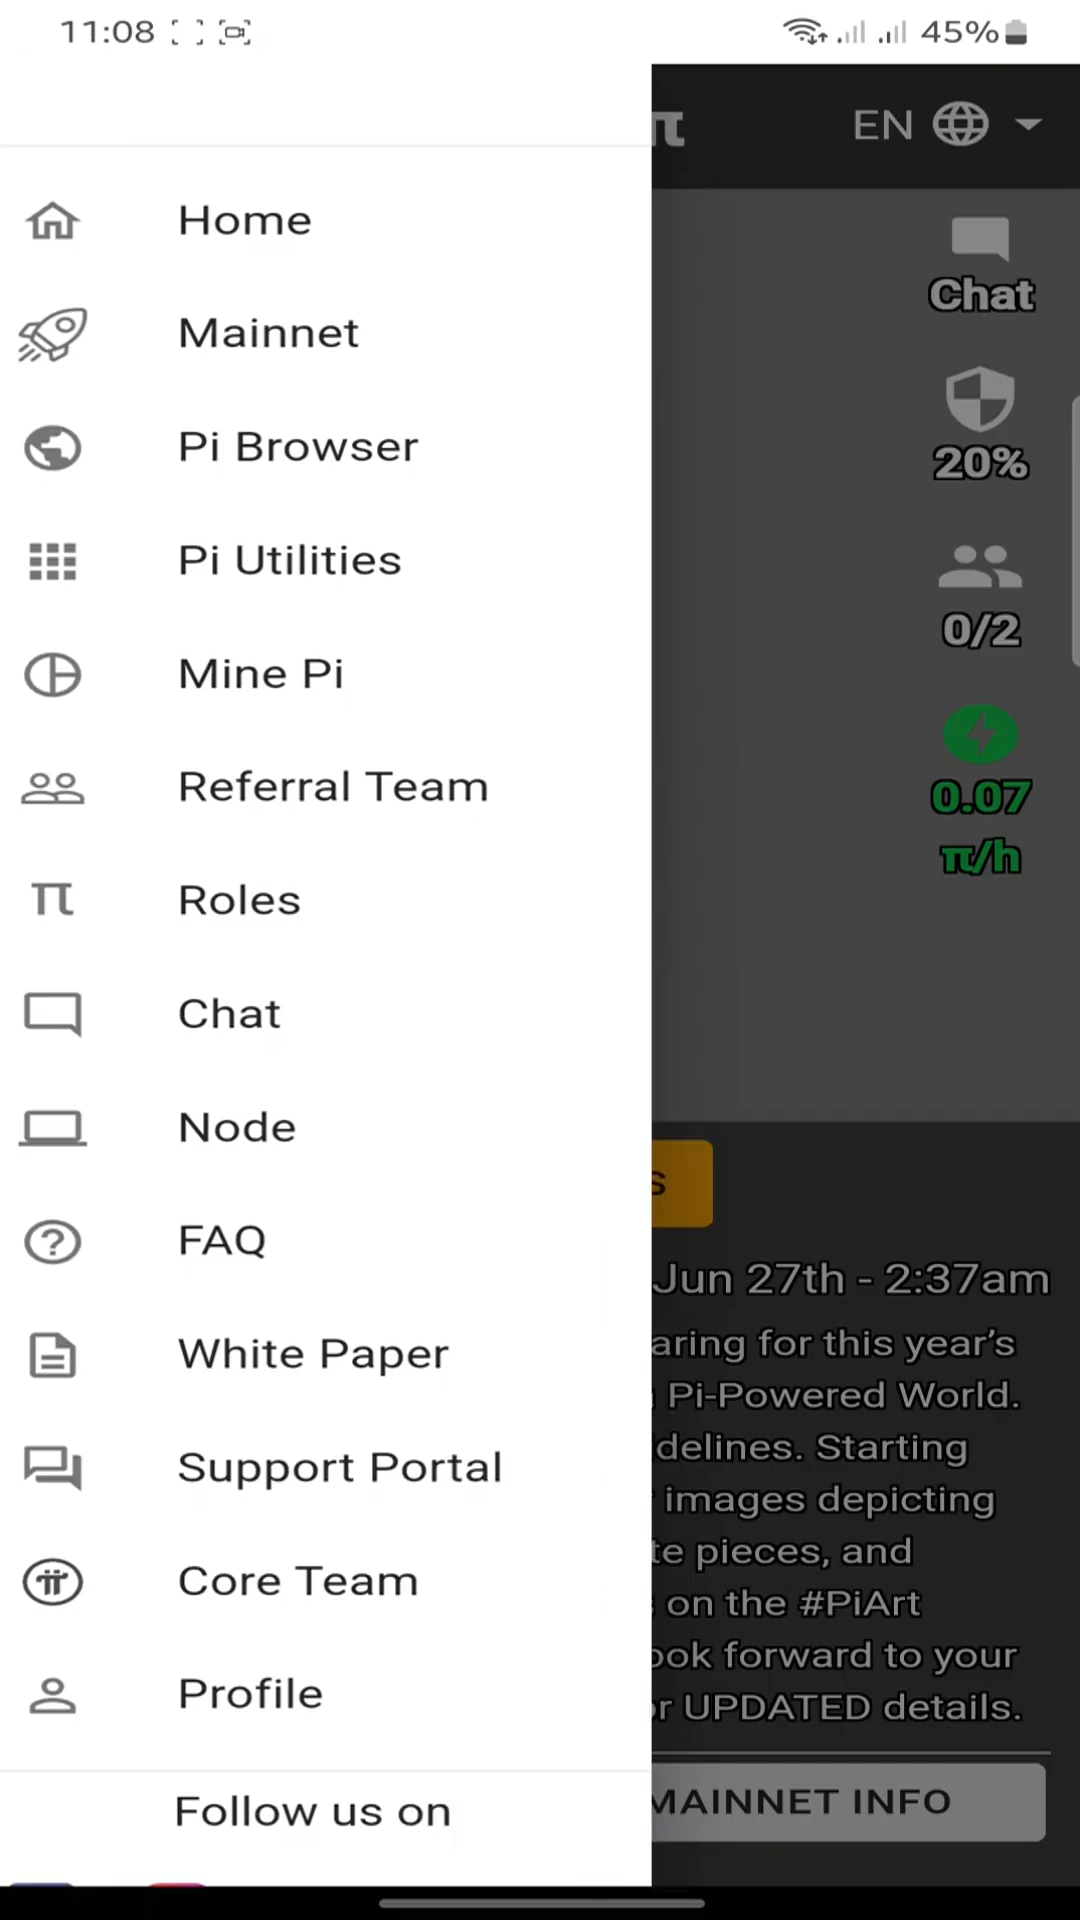 11:08
45%
π
EN
Home
Mainnet
Pi Browser
Pi Utilities
Mine Pi
Referral Team
π Roles
Chat
Node
FAQ
White Paper
Support Portal
Core Team
Profile
Follow us on
Chat
20%
0/2
0.07
π/h
S
Jun 27th - 2:37am
aring for this year’s
Pi-Powered World.
delines. Starting
images depicting
te pieces, and
on the #PiArt
ook forward to your
r UPDATED details.
MAINNET INFO